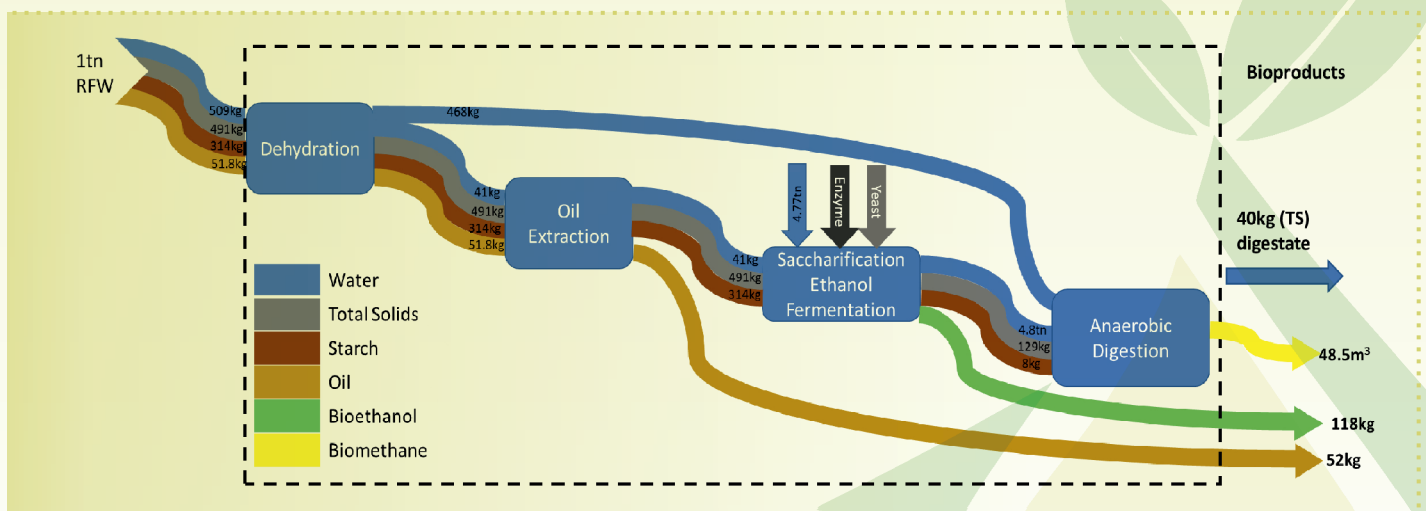 1tn
RFW
509kg
491kg
314kg
51.8kg
Dehydration
468kg
41kg
491kg
314kg
51.8kg
Oil
Extraction
4.77tn
Enzyme
Yeast
41kg
491kg
314kg
Saccharification
Ethanol
Fermentation
4.8tn
129kg
8kg
Anaerobic
Digestion
Bioproducts
40kg (TS)
digestate
48.5m³
118kg
52kg
Water
Total Solids
Starch
Oil
Bioethanol
Biomethane